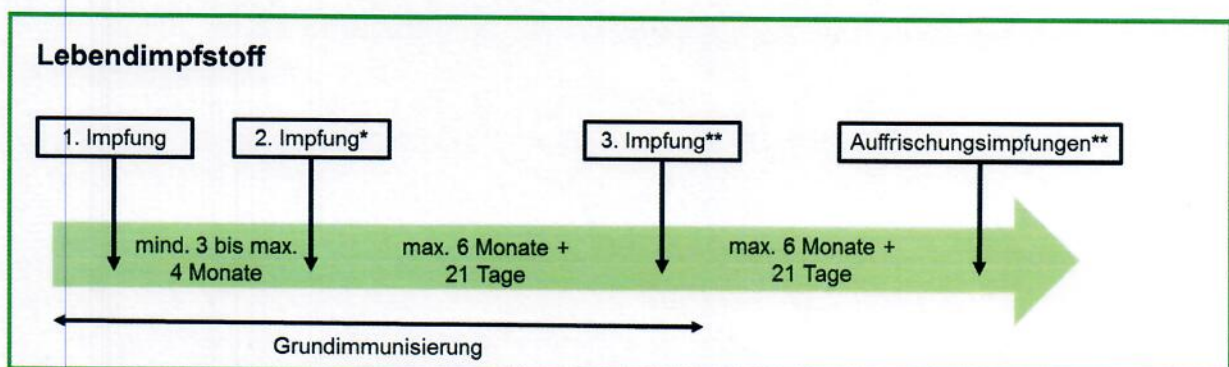 Lebendimpfstoff
1. Impfung
2. Impfung*
3. Impfung**
Auffrischungsimpfungen**
mind. 3 bis max.
4 Monate
max. 6 Monate +
21 Tage
max. 6 Monate +
21 Tage
Grundimmunisierung